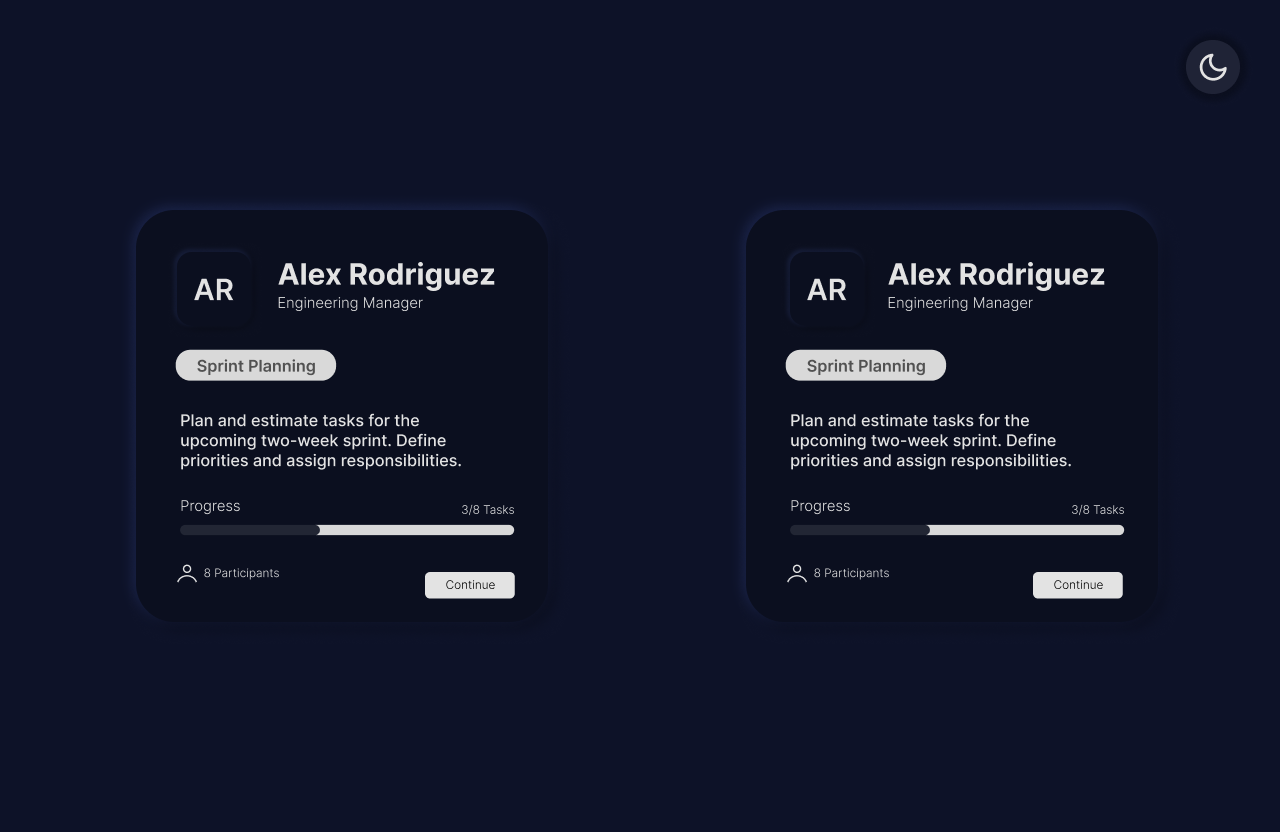 AR
Alex Rodriguez
Engineering Manager
Sprint Planning
Plan and estimate tasks for the
upcoming two-week sprint. Define
priorities and assign responsibilities.
Progress
3/8 Tasks
8 Participants
Continue
AR
Alex Rodriguez
Engineering Manager
Sprint Planning
Plan and estimate tasks for the
upcoming two-week sprint. Define
priorities and assign responsibilities.
Progress
3/8 Tasks
8 Participants
Continue